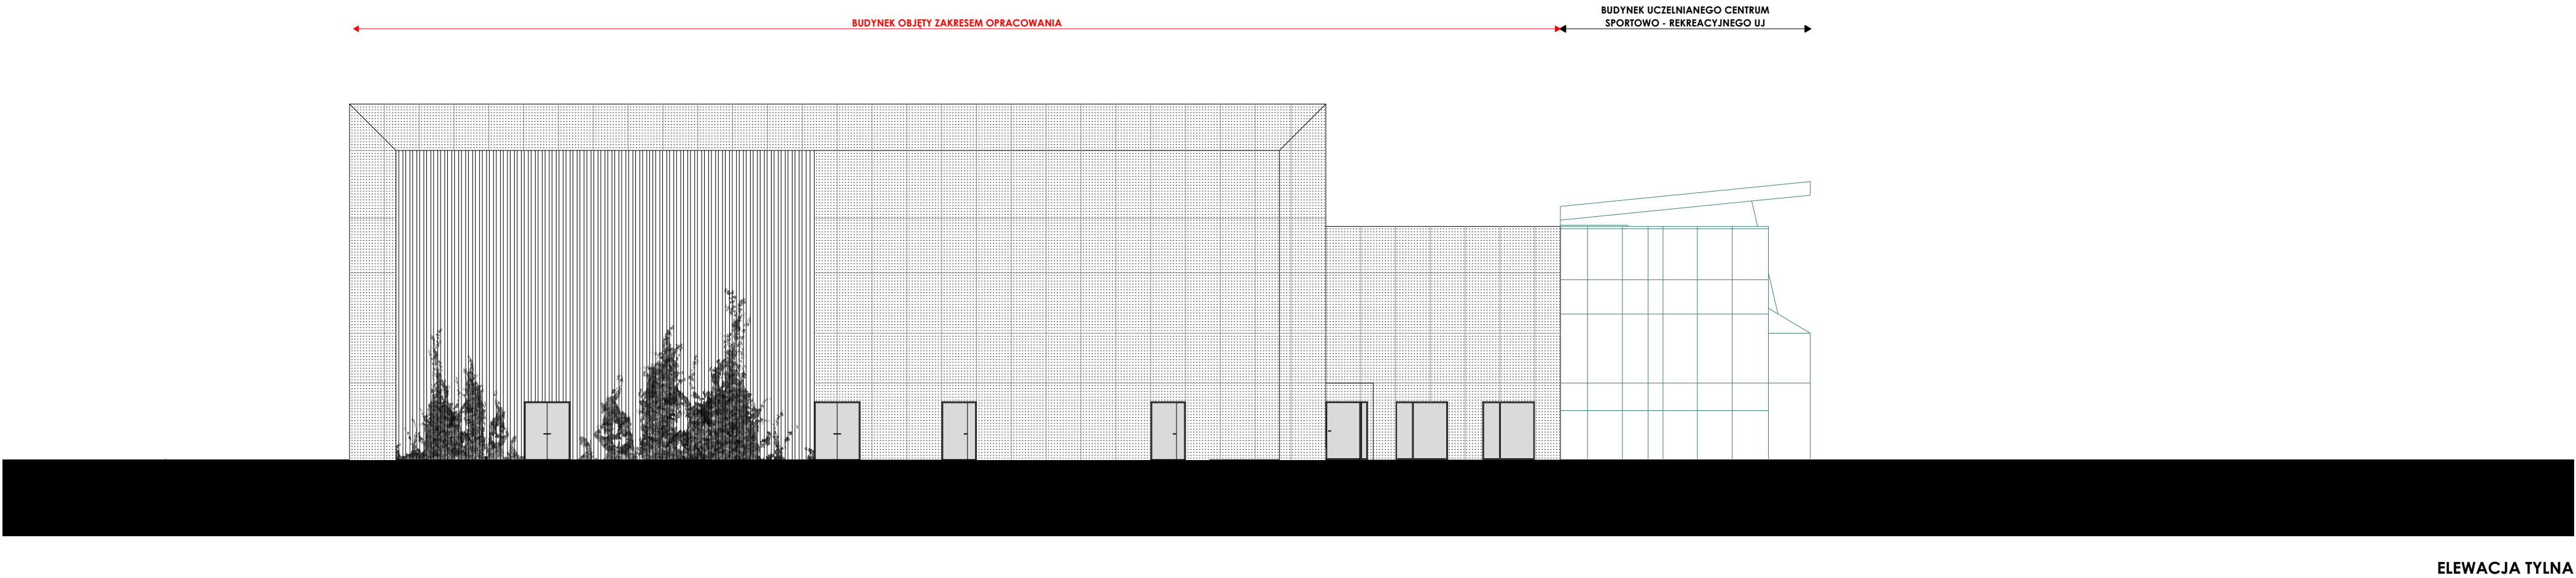 BUDYNEK OBJĘTY ZAKRESEM OPRACOWANIA
BUDYNEK UCZELNIANEGO CENTRUM
SPORTOWO - REKREACYJNEGO UJ
ELEWACJA TYLNA